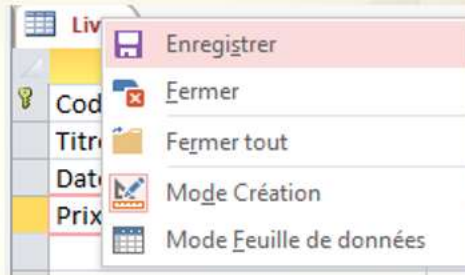 Liv
Enregistrer
Fermer
Fermer tout
Mode Création
Mode Feuille de données
Cod
Titr
Dat
Prix